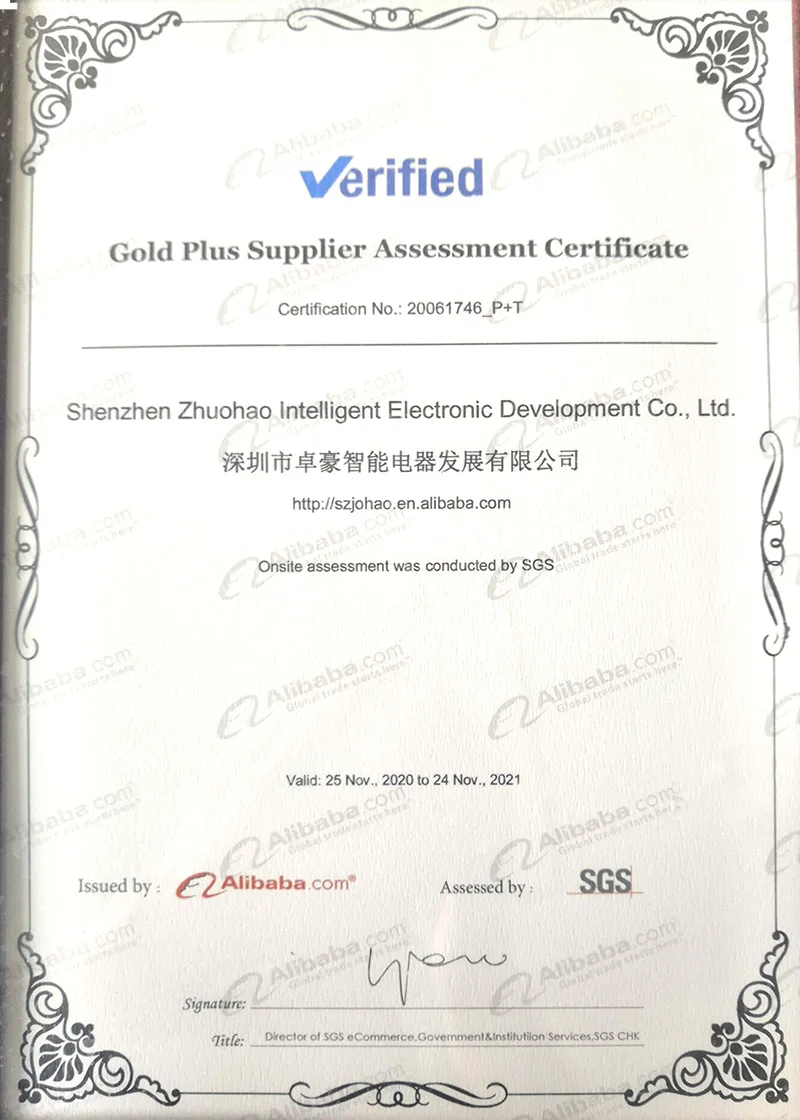 Verified
Gold Plus Supplier Assessment Certificate
Certification No.: 20061746_P+T
Shenzhen Zhuohao Intelligent Electronic Development Co., Ltd.
深圳市卓豪智能电器发展有限公司
http://szjohao.en.alibaba.com
Onsite assessment was conducted by SGS
Valid: 25 Nov., 2020 to 24 Nov., 2021
Issued by : Alibaba.com® Assessed by : SGS
Signature:
Title: Director of SGS eCommerce,Government&Institutiion Services,SGS CHK